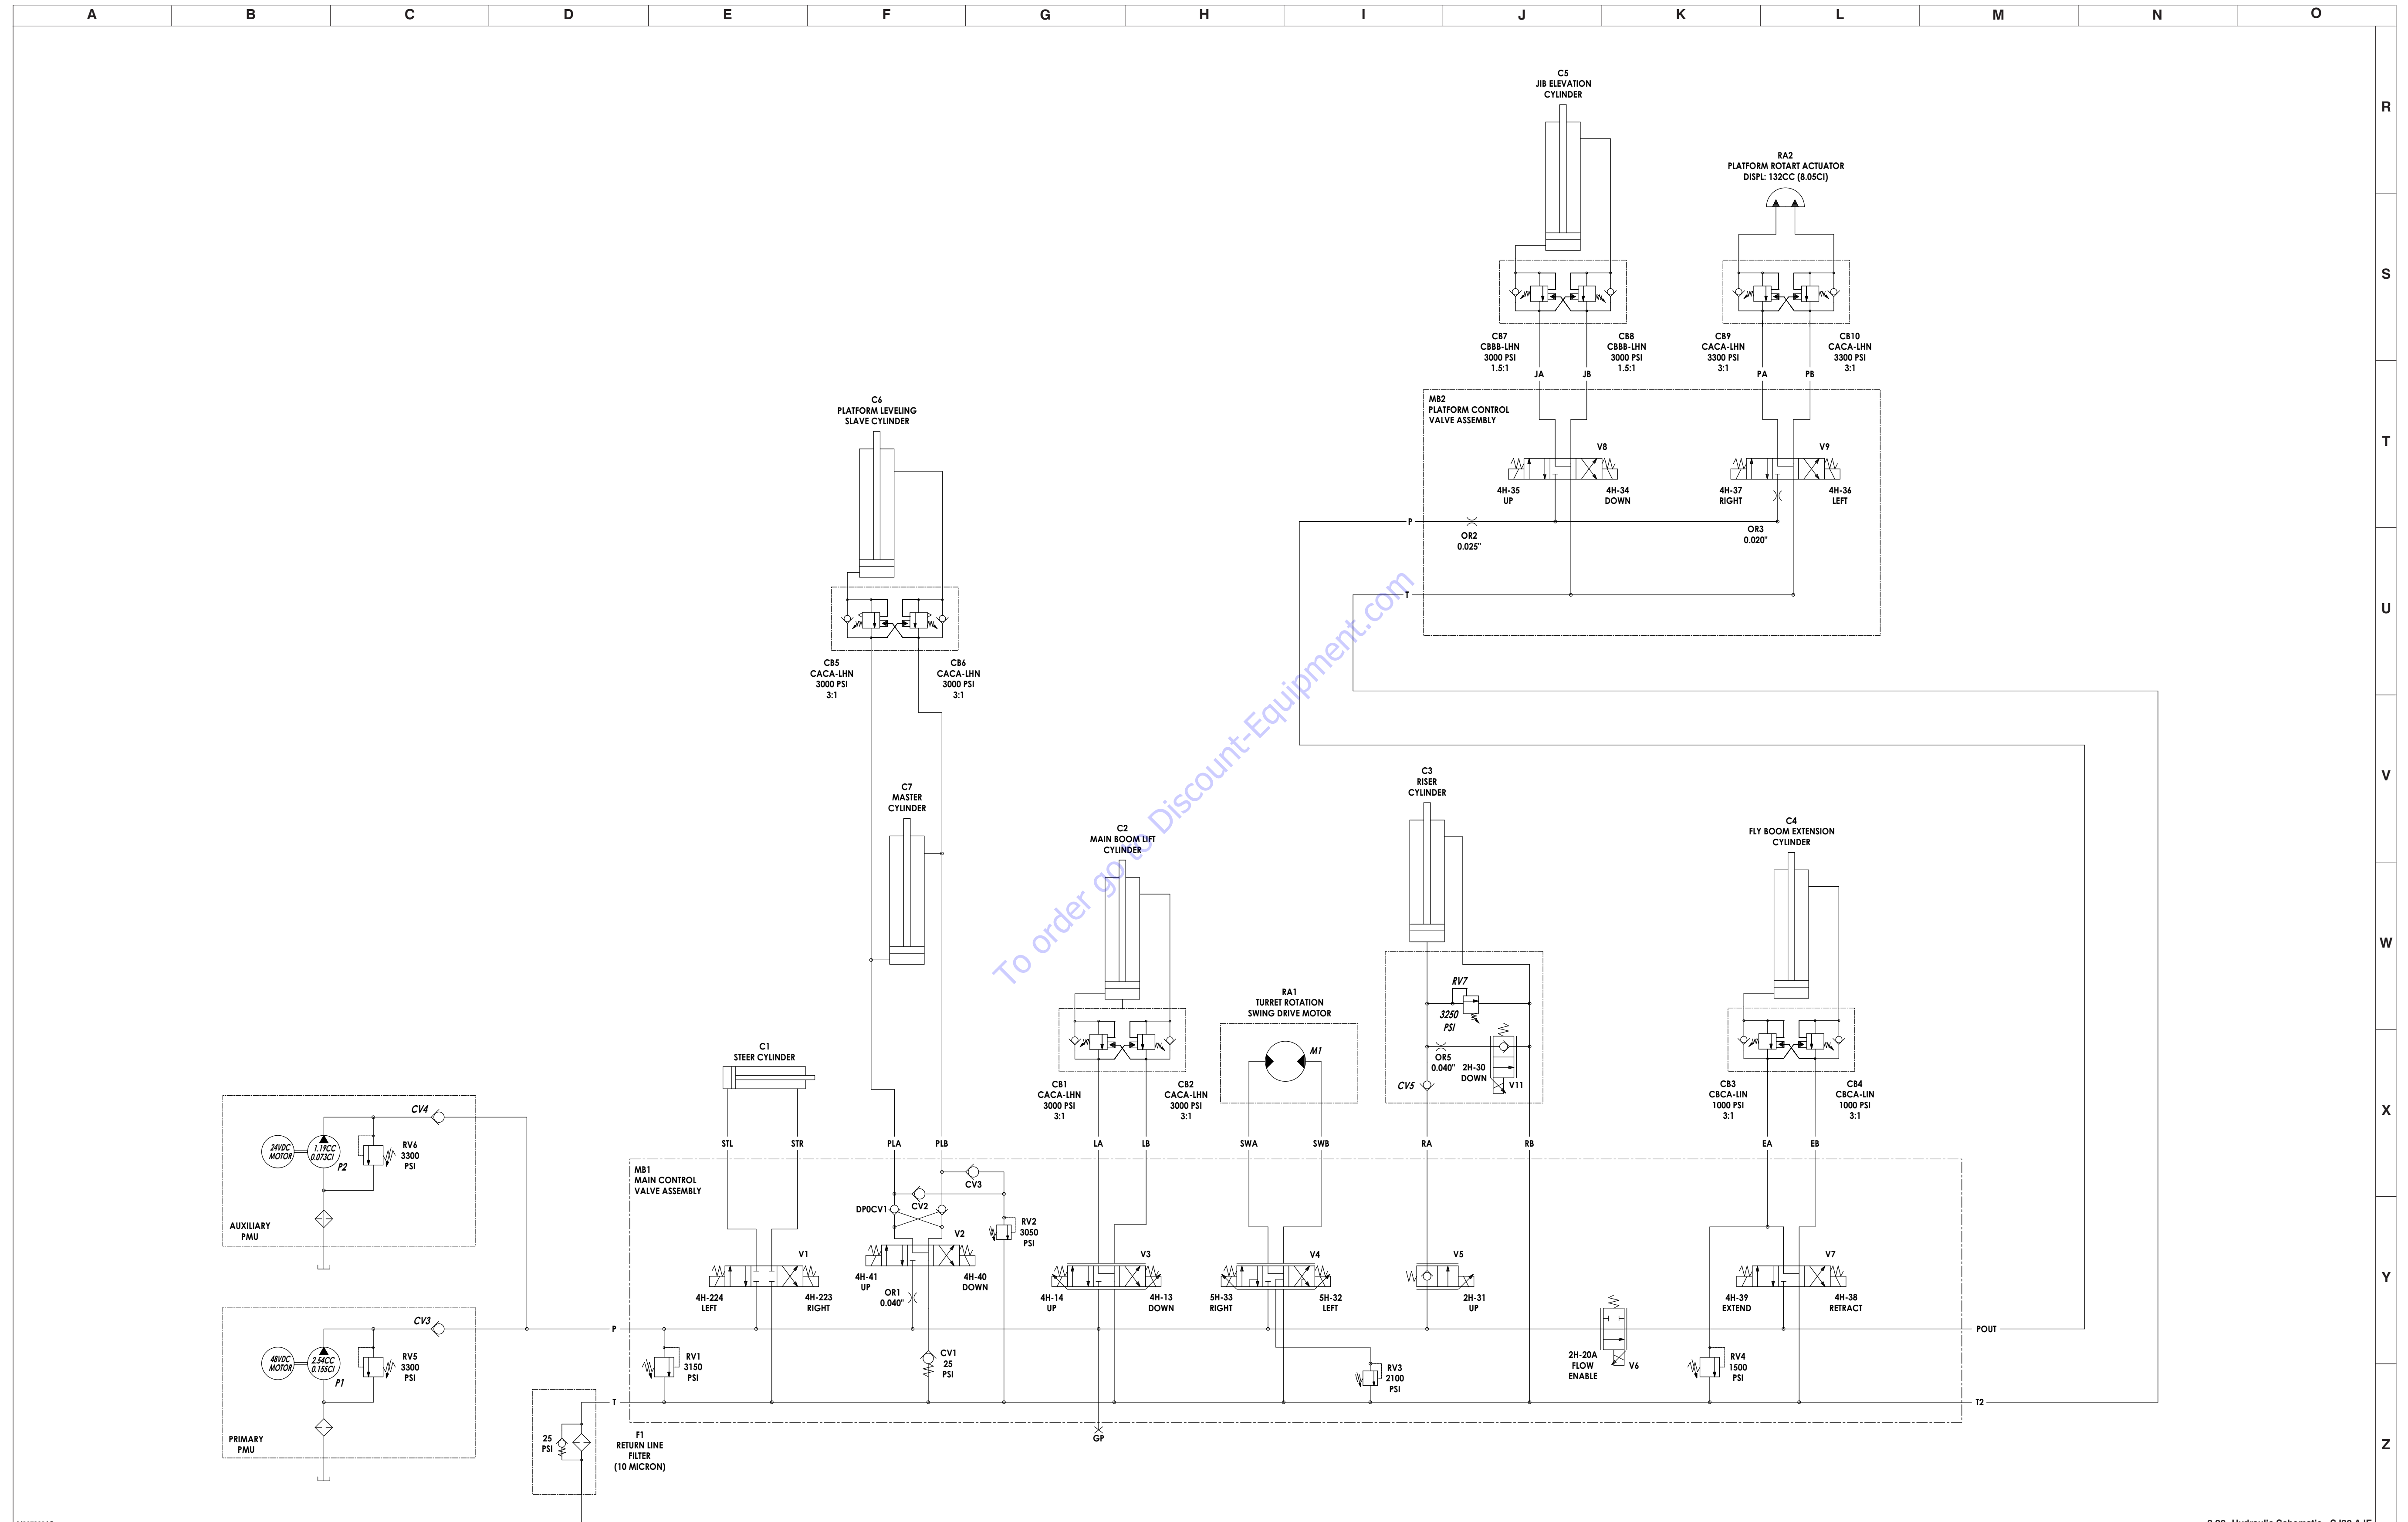 A B C D E F G H I J K L M N O
R
S
T
U
V
W
X
Y
Z
C5
JIB ELEVATION
CYLINDER
RA2
PLATFORM ROTART ACTUATOR
DISPL: 132CC (8.05CI)
CB7
CBBB-LHN
3000 PSI
1.5:1
CB8
CBBB-LHN
3000 PSI
1.5:1
CB9
CACA-LHN
3300 PSI
3:1
CB10
CACA-LHN
3300 PSI
3:1
JA JB PA PB
MB2
PLATFORM CONTROL
VALVE ASSEMBLY
V8
4H-35
UP
4H-34
DOWN
V9
4H-37
RIGHT
4H-36
LEFT
P
OR2
0.025"
OR3
0.020"
T
C6
PLATFORM LEVELING
SLAVE CYLINDER
CB5
CACA-LHN
3000 PSI
3:1
CB6
CACA-LHN
3000 PSI
3:1
C7
MASTER
CYLINDER
C2
MAIN BOOM LIFT
CYLINDER
C3
RISER
CYLINDER
C4
FLY BOOM EXTENSION
CYLINDER
RA1
TURRET ROTATION
SWING DRIVE MOTOR
M1
RV7
3250
PSI
OR5
0.040"
2H-30
DOWN
V11
CV5
C1
STEER CYLINDER
CB1
CACA-LHN
3000 PSI
3:1
CB2
CACA-LHN
3000 PSI
3:1
CB3
CBCA-LIN
1000 PSI
3:1
CB4
CBCA-LIN
1000 PSI
3:1
STL STR PLA PLB LA LB SWA SWB RA RB EA EB
CV4
24VDC
MOTOR
1.19CC
0.073CI
P2
RV6
3300
PSI
AUXILIARY
PMU
MB1
MAIN CONTROL
VALVE ASSEMBLY
CV3
CV2
DP0CV1
RV2
3050
PSI
V1
4H-224
LEFT
4H-223
RIGHT
V2
4H-41
UP
4H-40
DOWN
OR1
0.040"
V3
4H-14
UP
4H-13
DOWN
V4
5H-33
RIGHT
5H-32
LEFT
V5
2H-31
UP
V7
4H-39
EXTEND
4H-38
RETRACT
CV3
48VDC
MOTOR
2.54CC
0.155CI
P1
RV5
3300
PSI
PRIMARY
PMU
P
POUT
RV1
3150
PSI
CV1
25
PSI
RV3
2100
PSI
2H-20A
FLOW
ENABLE
V6
RV4
1500
PSI
T
T2
GP
25
PSI
F1
RETURN LINE
FILTER
(10 MICRON)
To order go to Discount-Equipment.com